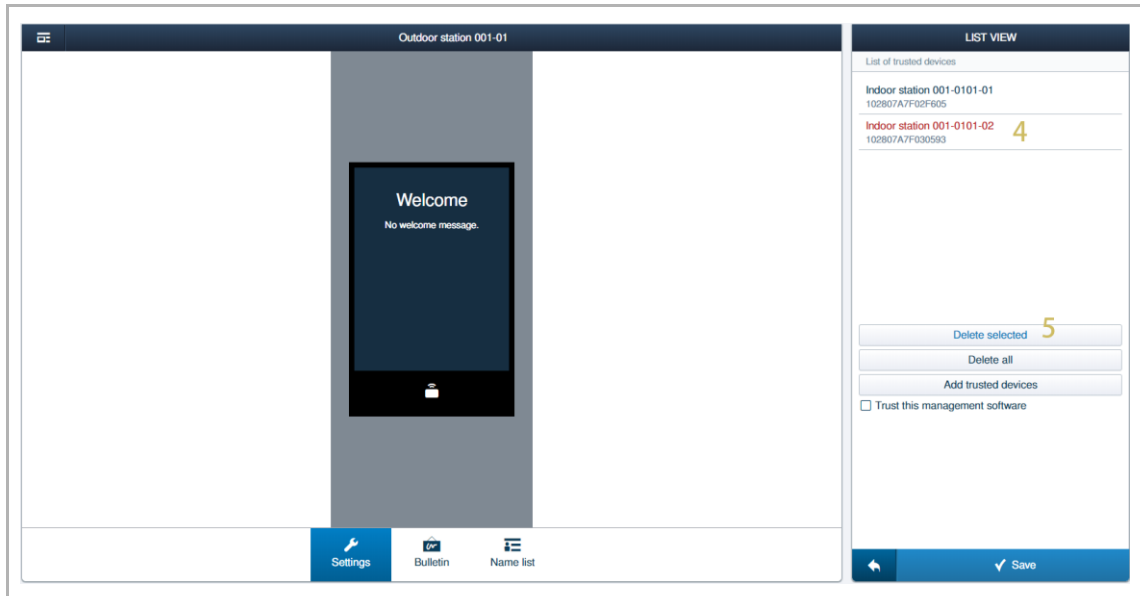 Outdoor station 001-01
Welcome
No welcome message.
Settings
Bulletin
Name list
LIST VIEW
List of trusted devices
Indoor station 001-0101-01
102807A7F02F605
Indoor station 001-0101-02
102807A7F030593
4
Delete selected
5
Delete all
Add trusted devices
Trust this management software
Save